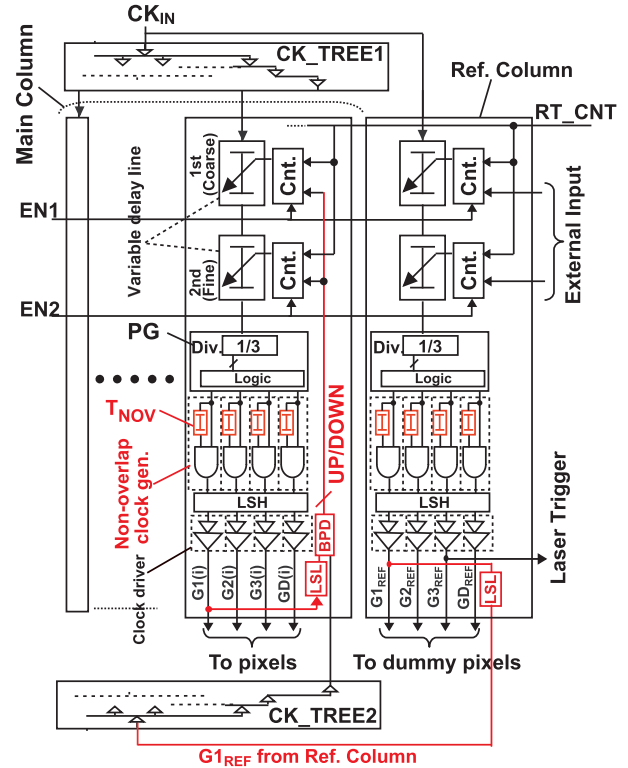 CK_IN
CK_TREE1
Main Column
Ref. Column
RT_CNT
1st
(Coarse)
Cnt.
Cnt.
EN1
Variable delay line
External Input
2nd
(Fine)
Cnt.
Cnt.
EN2
PG
Div. 1/3
Logic
Div. 1/3
Logic
T_NOV
Non-overlap
clock gen.
UP/DOWN
LSH
LSH
BPD
LSL
Clock driver
Laser Trigger
G1(i)
G2(i)
G3(i)
GD(i)
G1_REF
G2_REF
G3_REF
GD_REF
LSL
To pixels
To dummy pixels
CK_TREE2
G1_REF from Ref. Column